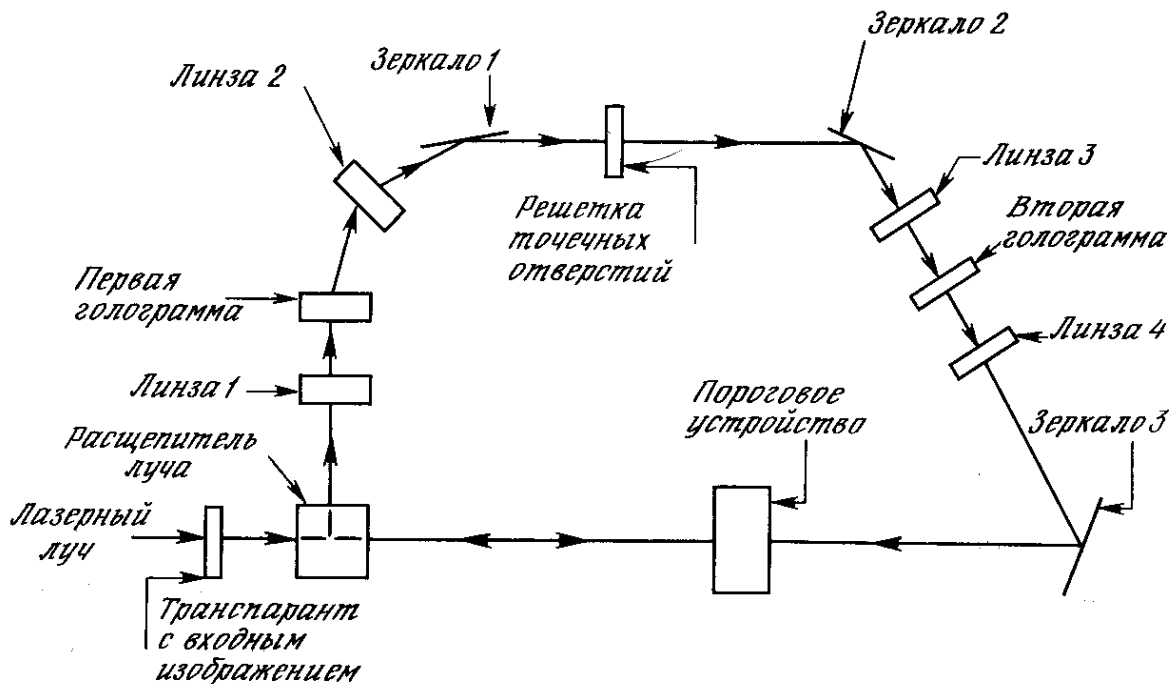 Зеркало 2
Зеркало 1
Линза 2
Линза 3
Решетка
точечных
отверстий
Вторая
голограмма
Первая
голограмма
Линза 4
Линза 1
Пороговое
устройство
Зеркало 3
Расщепитель
луча
Лазерный
луч
Транспарант
с входным
изображением